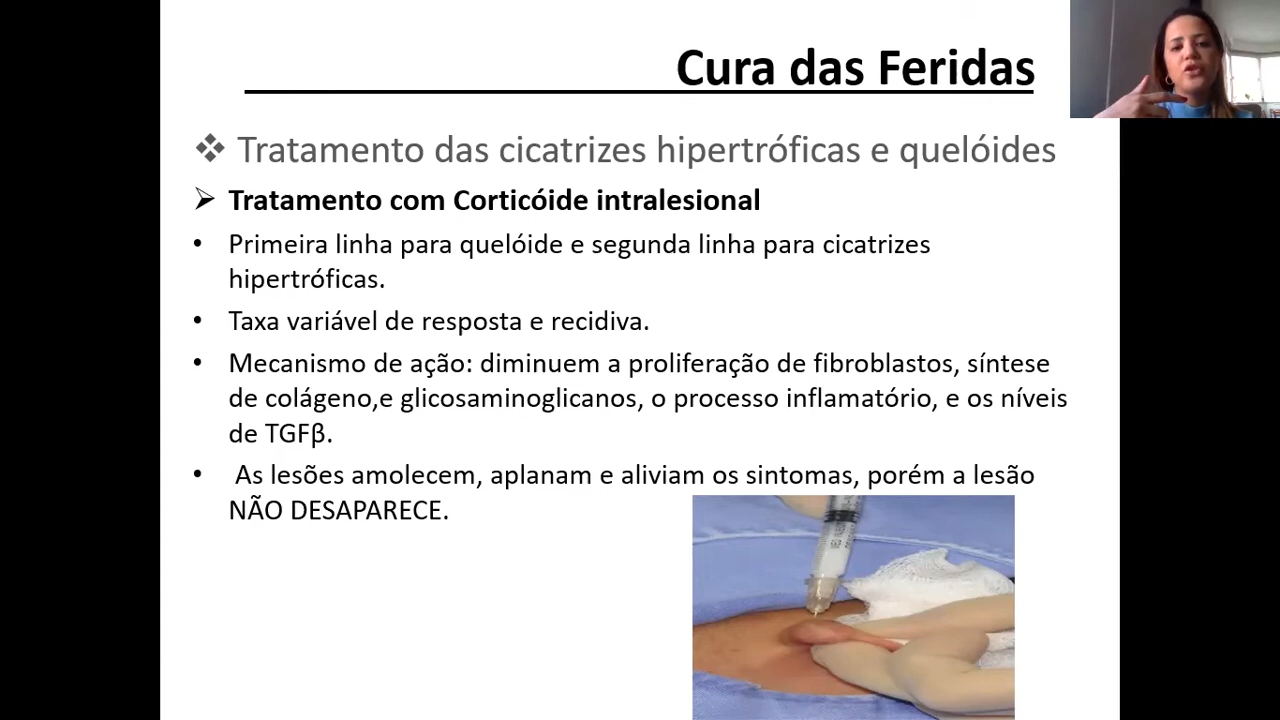 Cura das Feridas
❖ Tratamento das cicatrizes hipertróficas e quelóides
➢ Tratamento com Corticóide intralesional
• Primeira linha para quelóide e segunda linha para cicatrizes
hipertróficas.
• Taxa variável de resposta e recidiva.
• Mecanismo de ação: diminuem a proliferação de fibroblastos, síntese
de colágeno,e glicosaminoglicanos, o processo inflamatório, e os níveis
de TGFβ.
• As lesões amolecem, aplanam e aliviam os sintomas, porém a lesão
NÃO DESAPARECE.